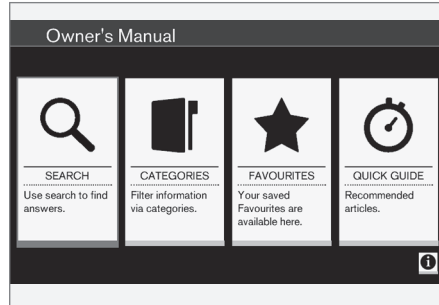 Owner's Manual
SEARCH
Use search to find
answers.
CATEGORIES
Filter information
via categories.
FAVOURITES
Your saved
Favourites are
available here.
QUICK GUIDE
Recommended
articles.